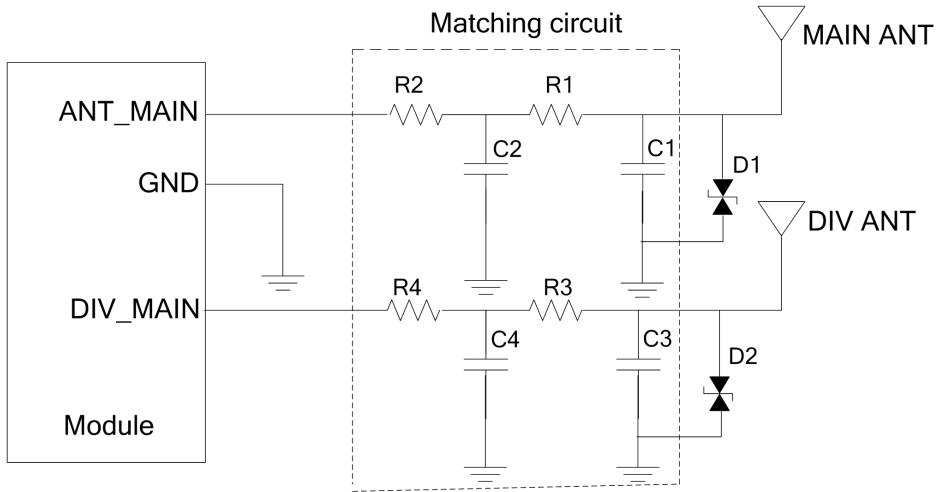 Matching circuit
MAIN ANT
R2
R1
ANT_MAIN
C2
C1
D1
GND
DIV ANT
R4
R3
DIV_MAIN
C4
C3
D2
Module